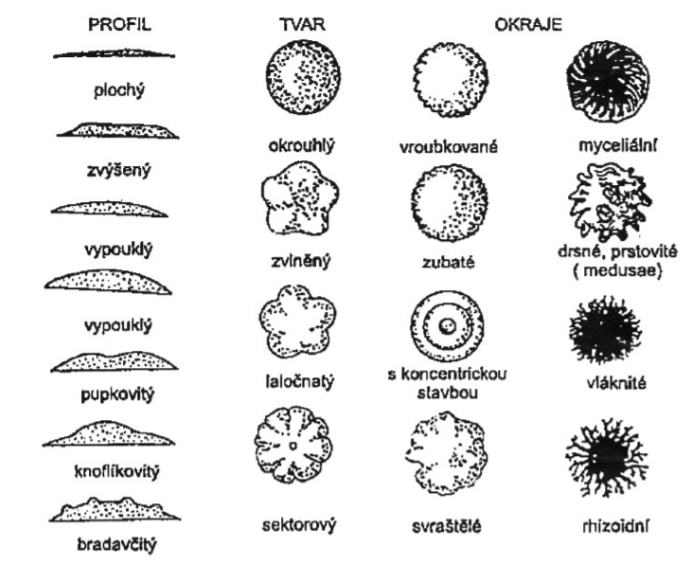 PROFIL
TVAR
OKRAJE
plochý
zvýšený
vypouklý
vypouklý
pupkovitý
knoflíkovitý
bradavčitý
okrouhlý
zvlněný
laločnatý
sektorový
vroubkované
zubaté
s koncentrickou
stavbou
svraštělé
myceliální
drsné, prstovité
( medusae)
vláknité
rhizoidní